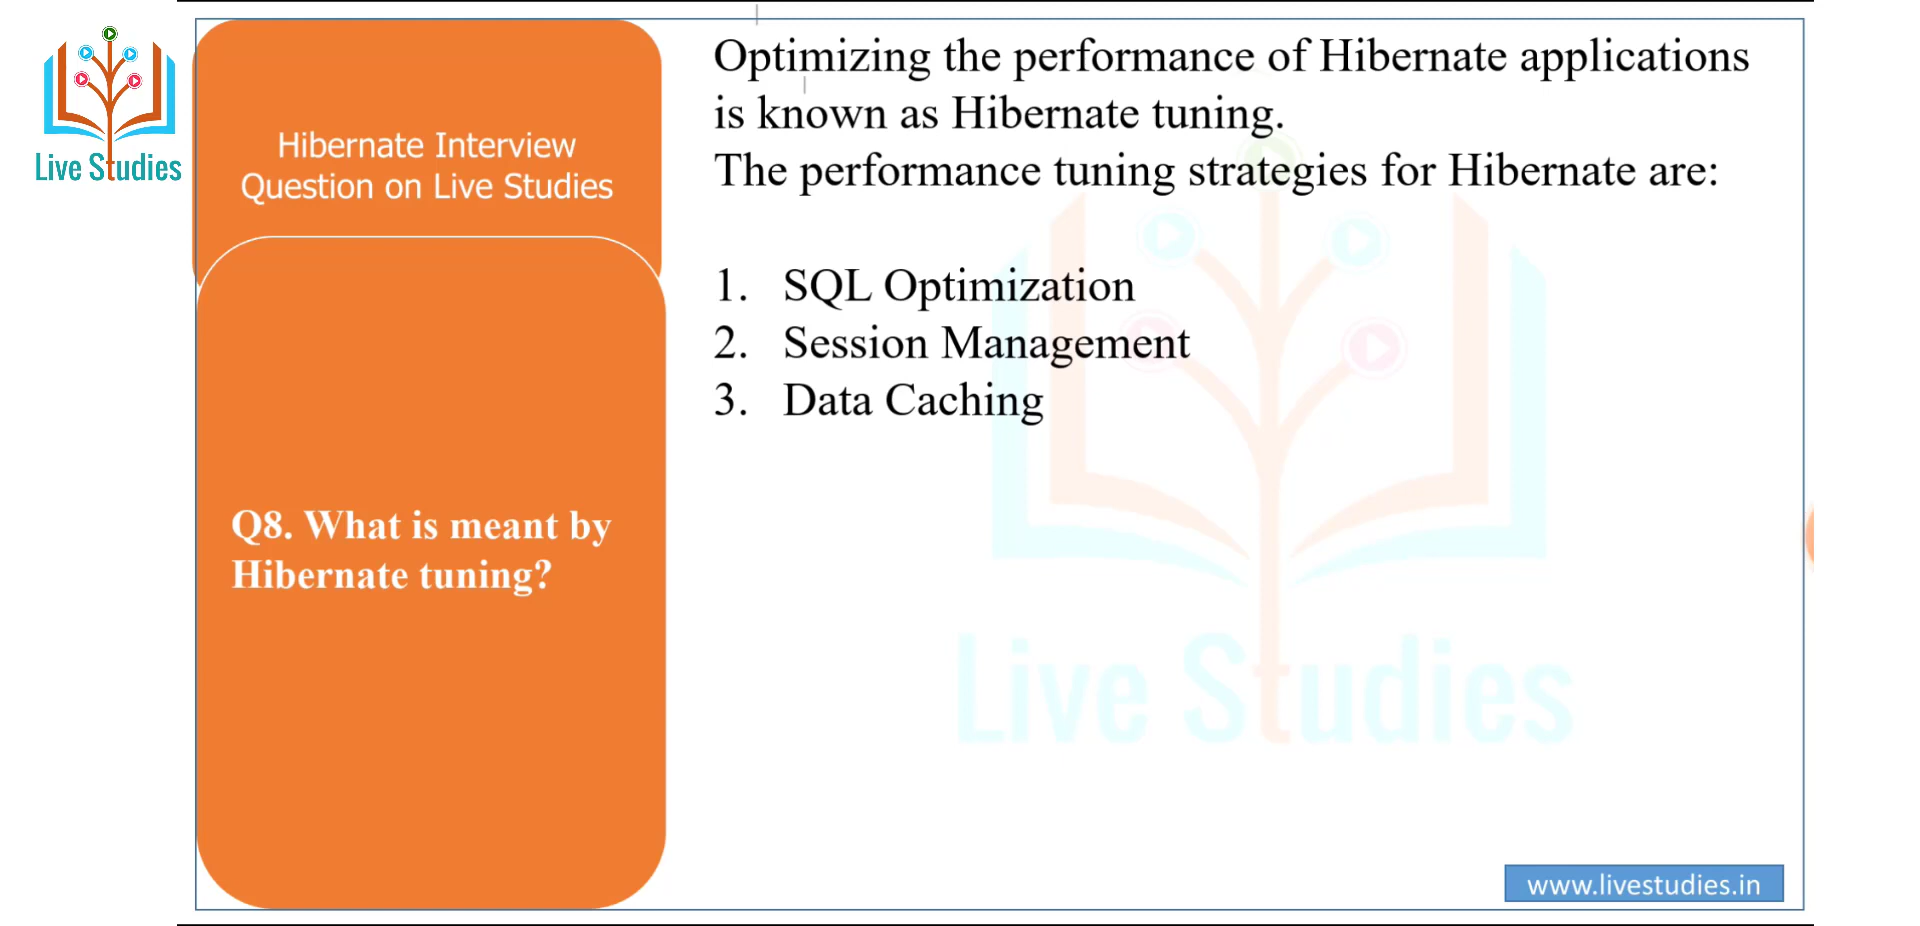 Live Studies
Hibernate Interview
Question on Live Studies
Q8. What is meant by
Hibernate tuning?
Optimizing the performance of Hibernate applications
is known as Hibernate tuning.
The performance tuning strategies for Hibernate are:
1. SQL Optimization
2. Session Management
3. Data Caching
Live Studies
www.livestudies.in